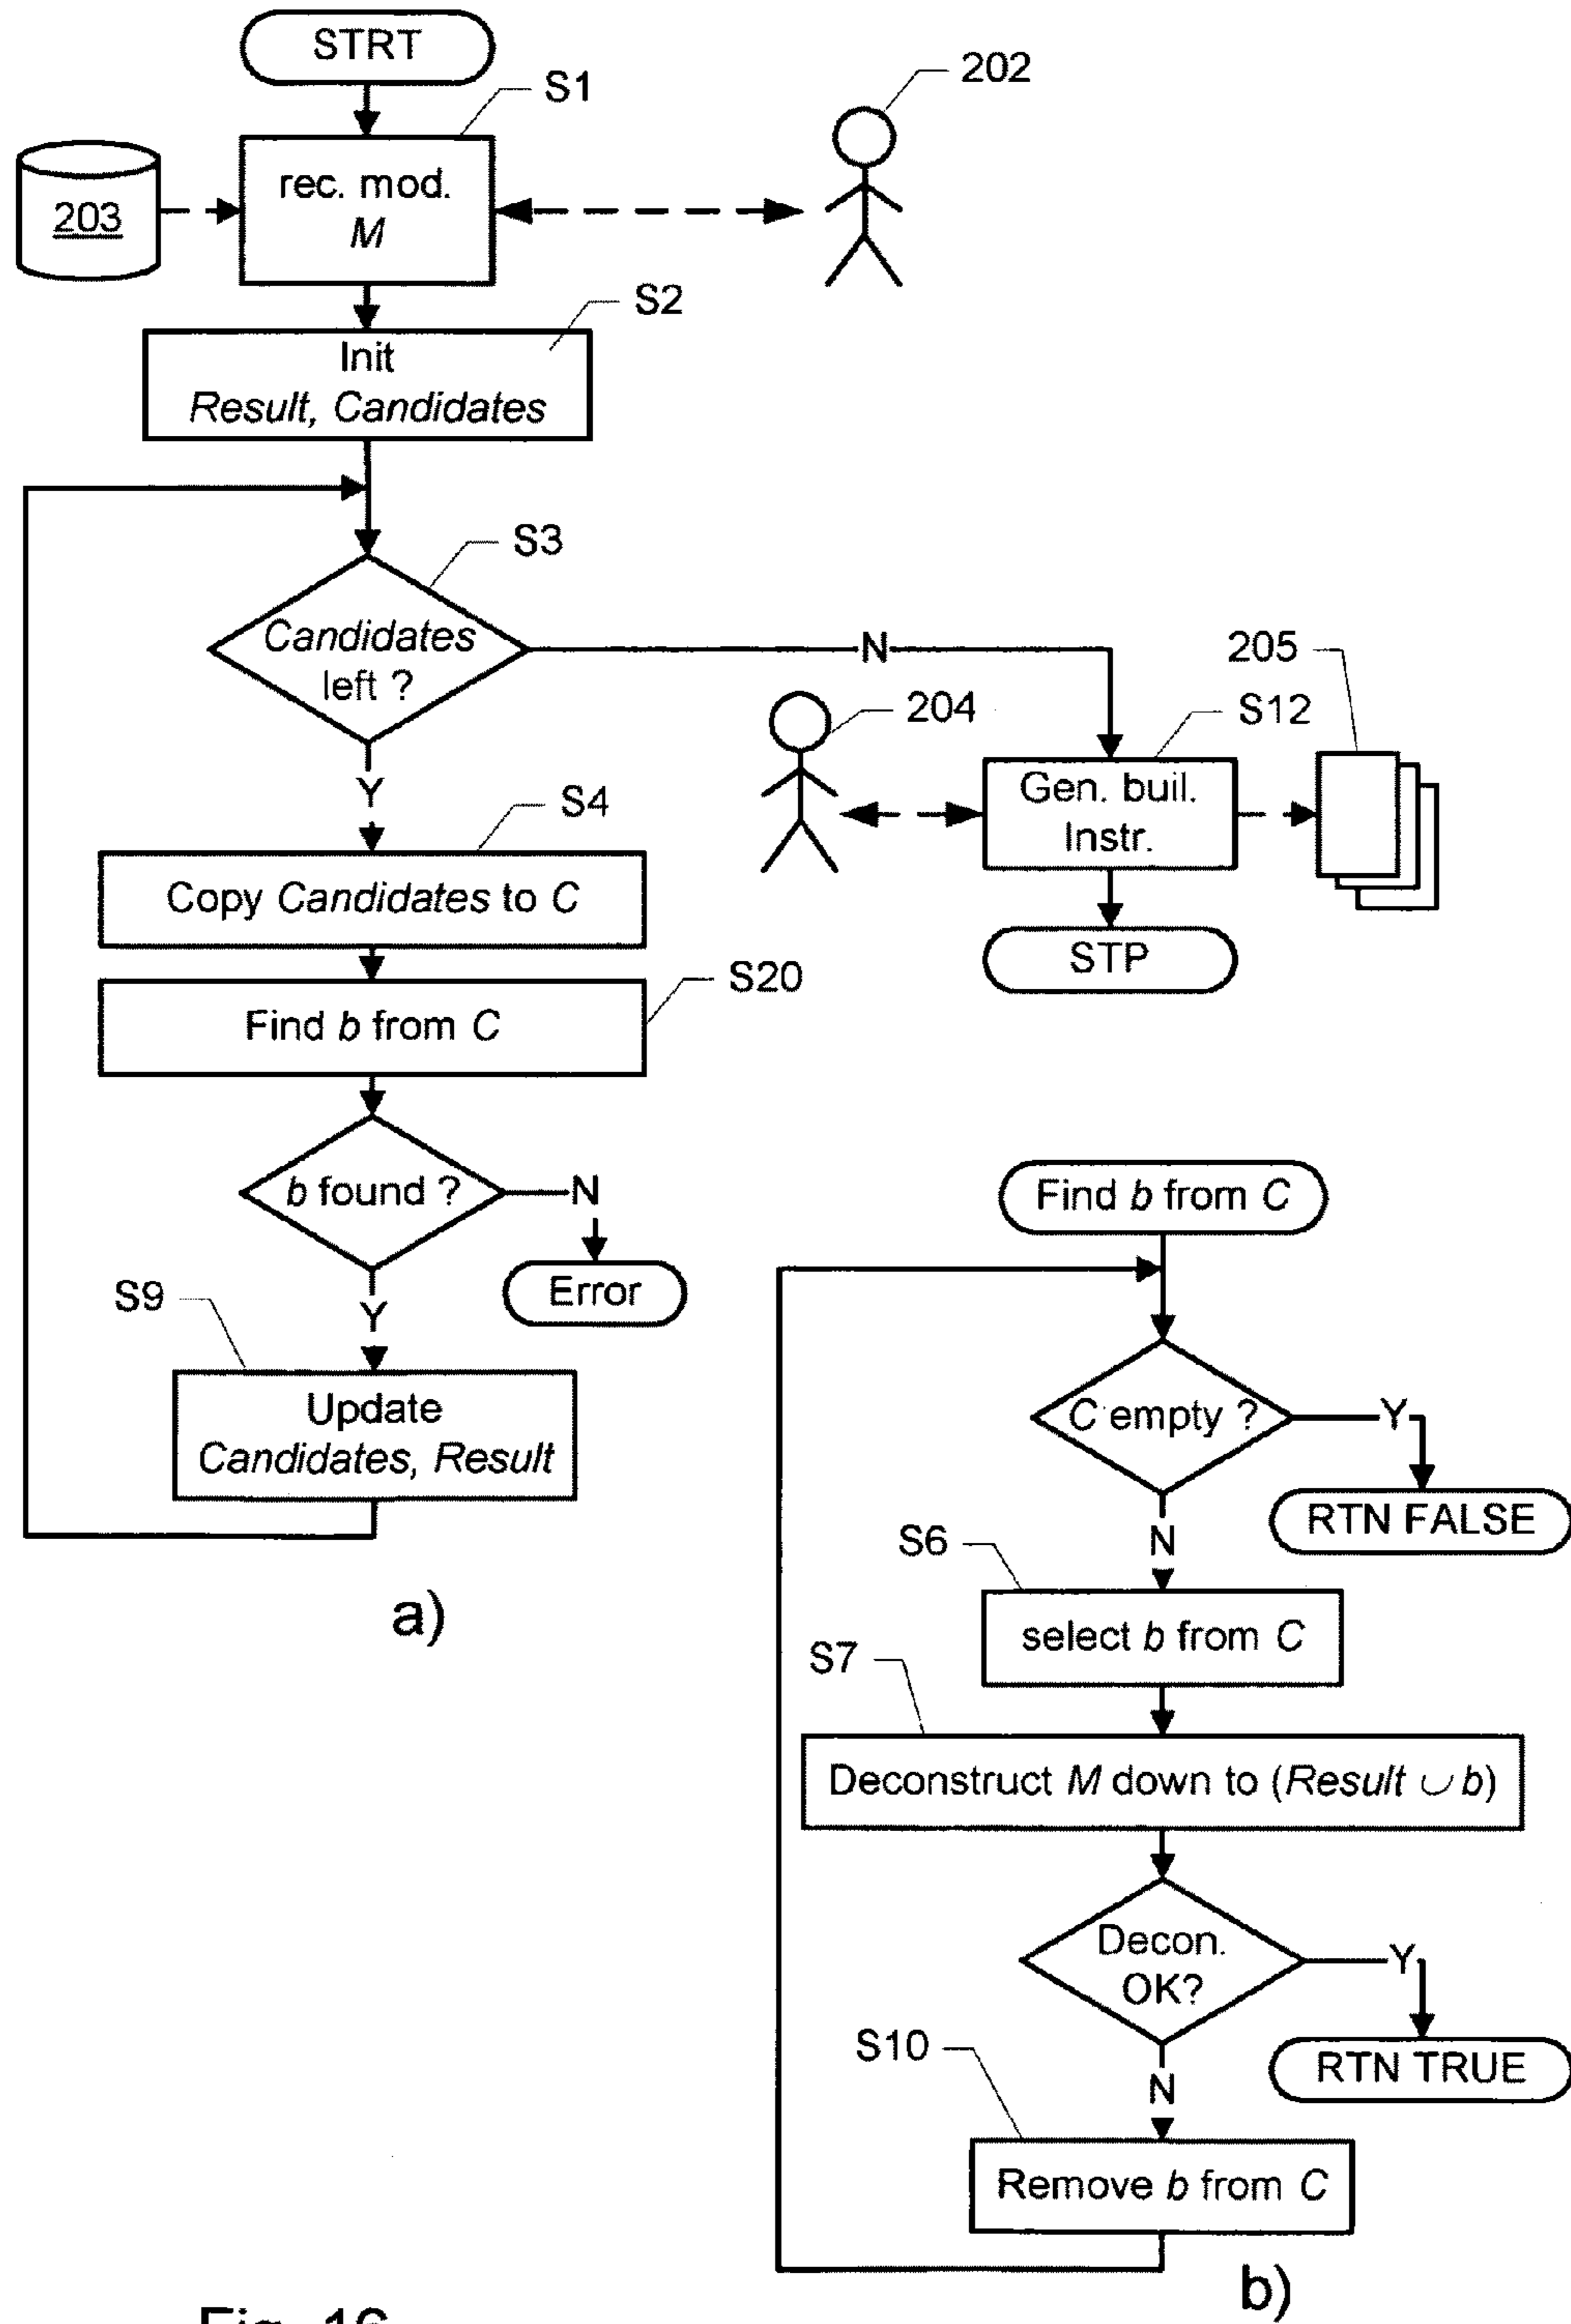 STRT
S1
202
203
rec. mod.
M
S2
Init
Result, Candidates
S3
Candidates
left ?
N
205
204
S12
Y
Gen. buil.
Instr.
S4
Copy Candidates to C
STP
S20
Find b from C
b found ?
N
Error
Y
S9
Update
Candidates, Result
a)
Find b from C
C empty ?
Y
RTN FALSE
N
S6
select b from C
S7
Deconstruct M down to (Result ∪ b)
Decon.
OK?
Y
RTN TRUE
S10
N
Remove b from C
b)
Fig. 16